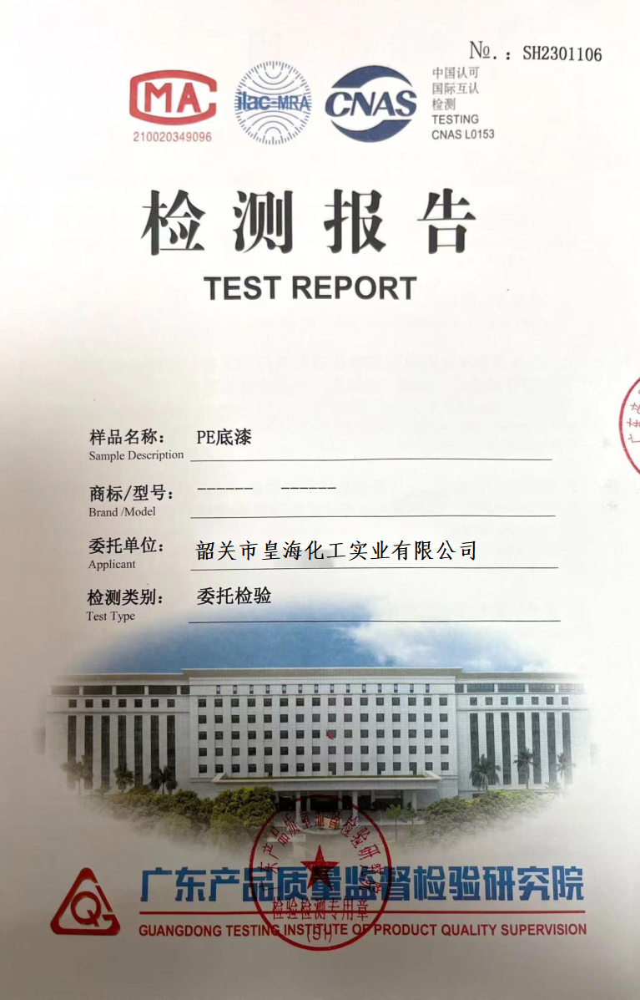 №.：SH2301106
MA
210020349096
ilac-MRA
CNAS
中国认可
国际互认
检测
TESTING
CNAS L0153
检测报告
TEST REPORT
样品名称： PE底漆
Sample Description
商标/型号： ------ ------
Brand /Model
委托单位： 韶关市皇海化工实业有限公司
Applicant
检测类别： 委托检验
Test Type
广东产品质量监督检验研究院
检验检测专用章
(S1)
广东产品质量监督检验研究院
GUANGDONG TESTING INSTITUTE OF PRODUCT QUALITY SUPERVISION